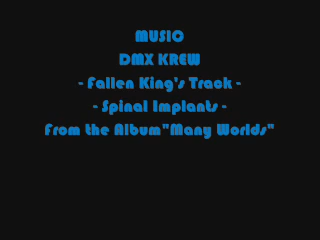 MUSIC
DMX KREW
- Fallen King's Track -
- Spinal Implants -
From the Album"Many Worlds"